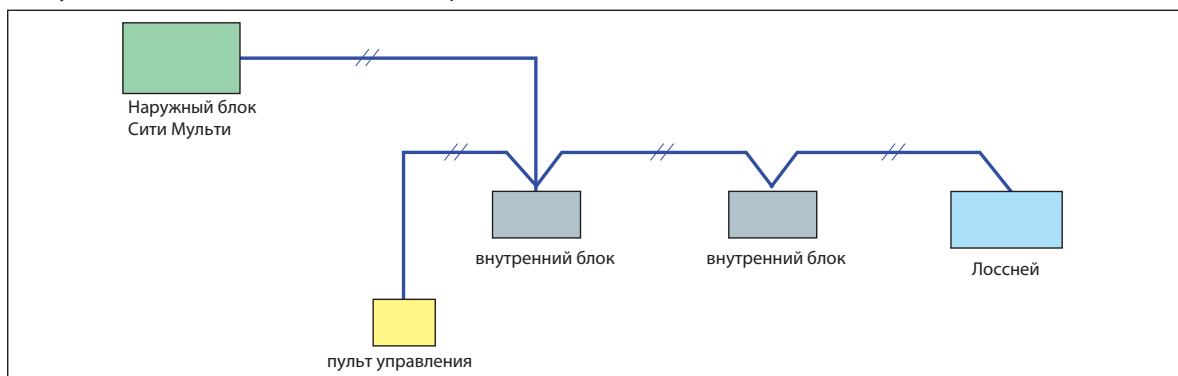 Наружный блок
Сити Мульти
внутренний блок
внутренний блок
Лоссней
пульт управления